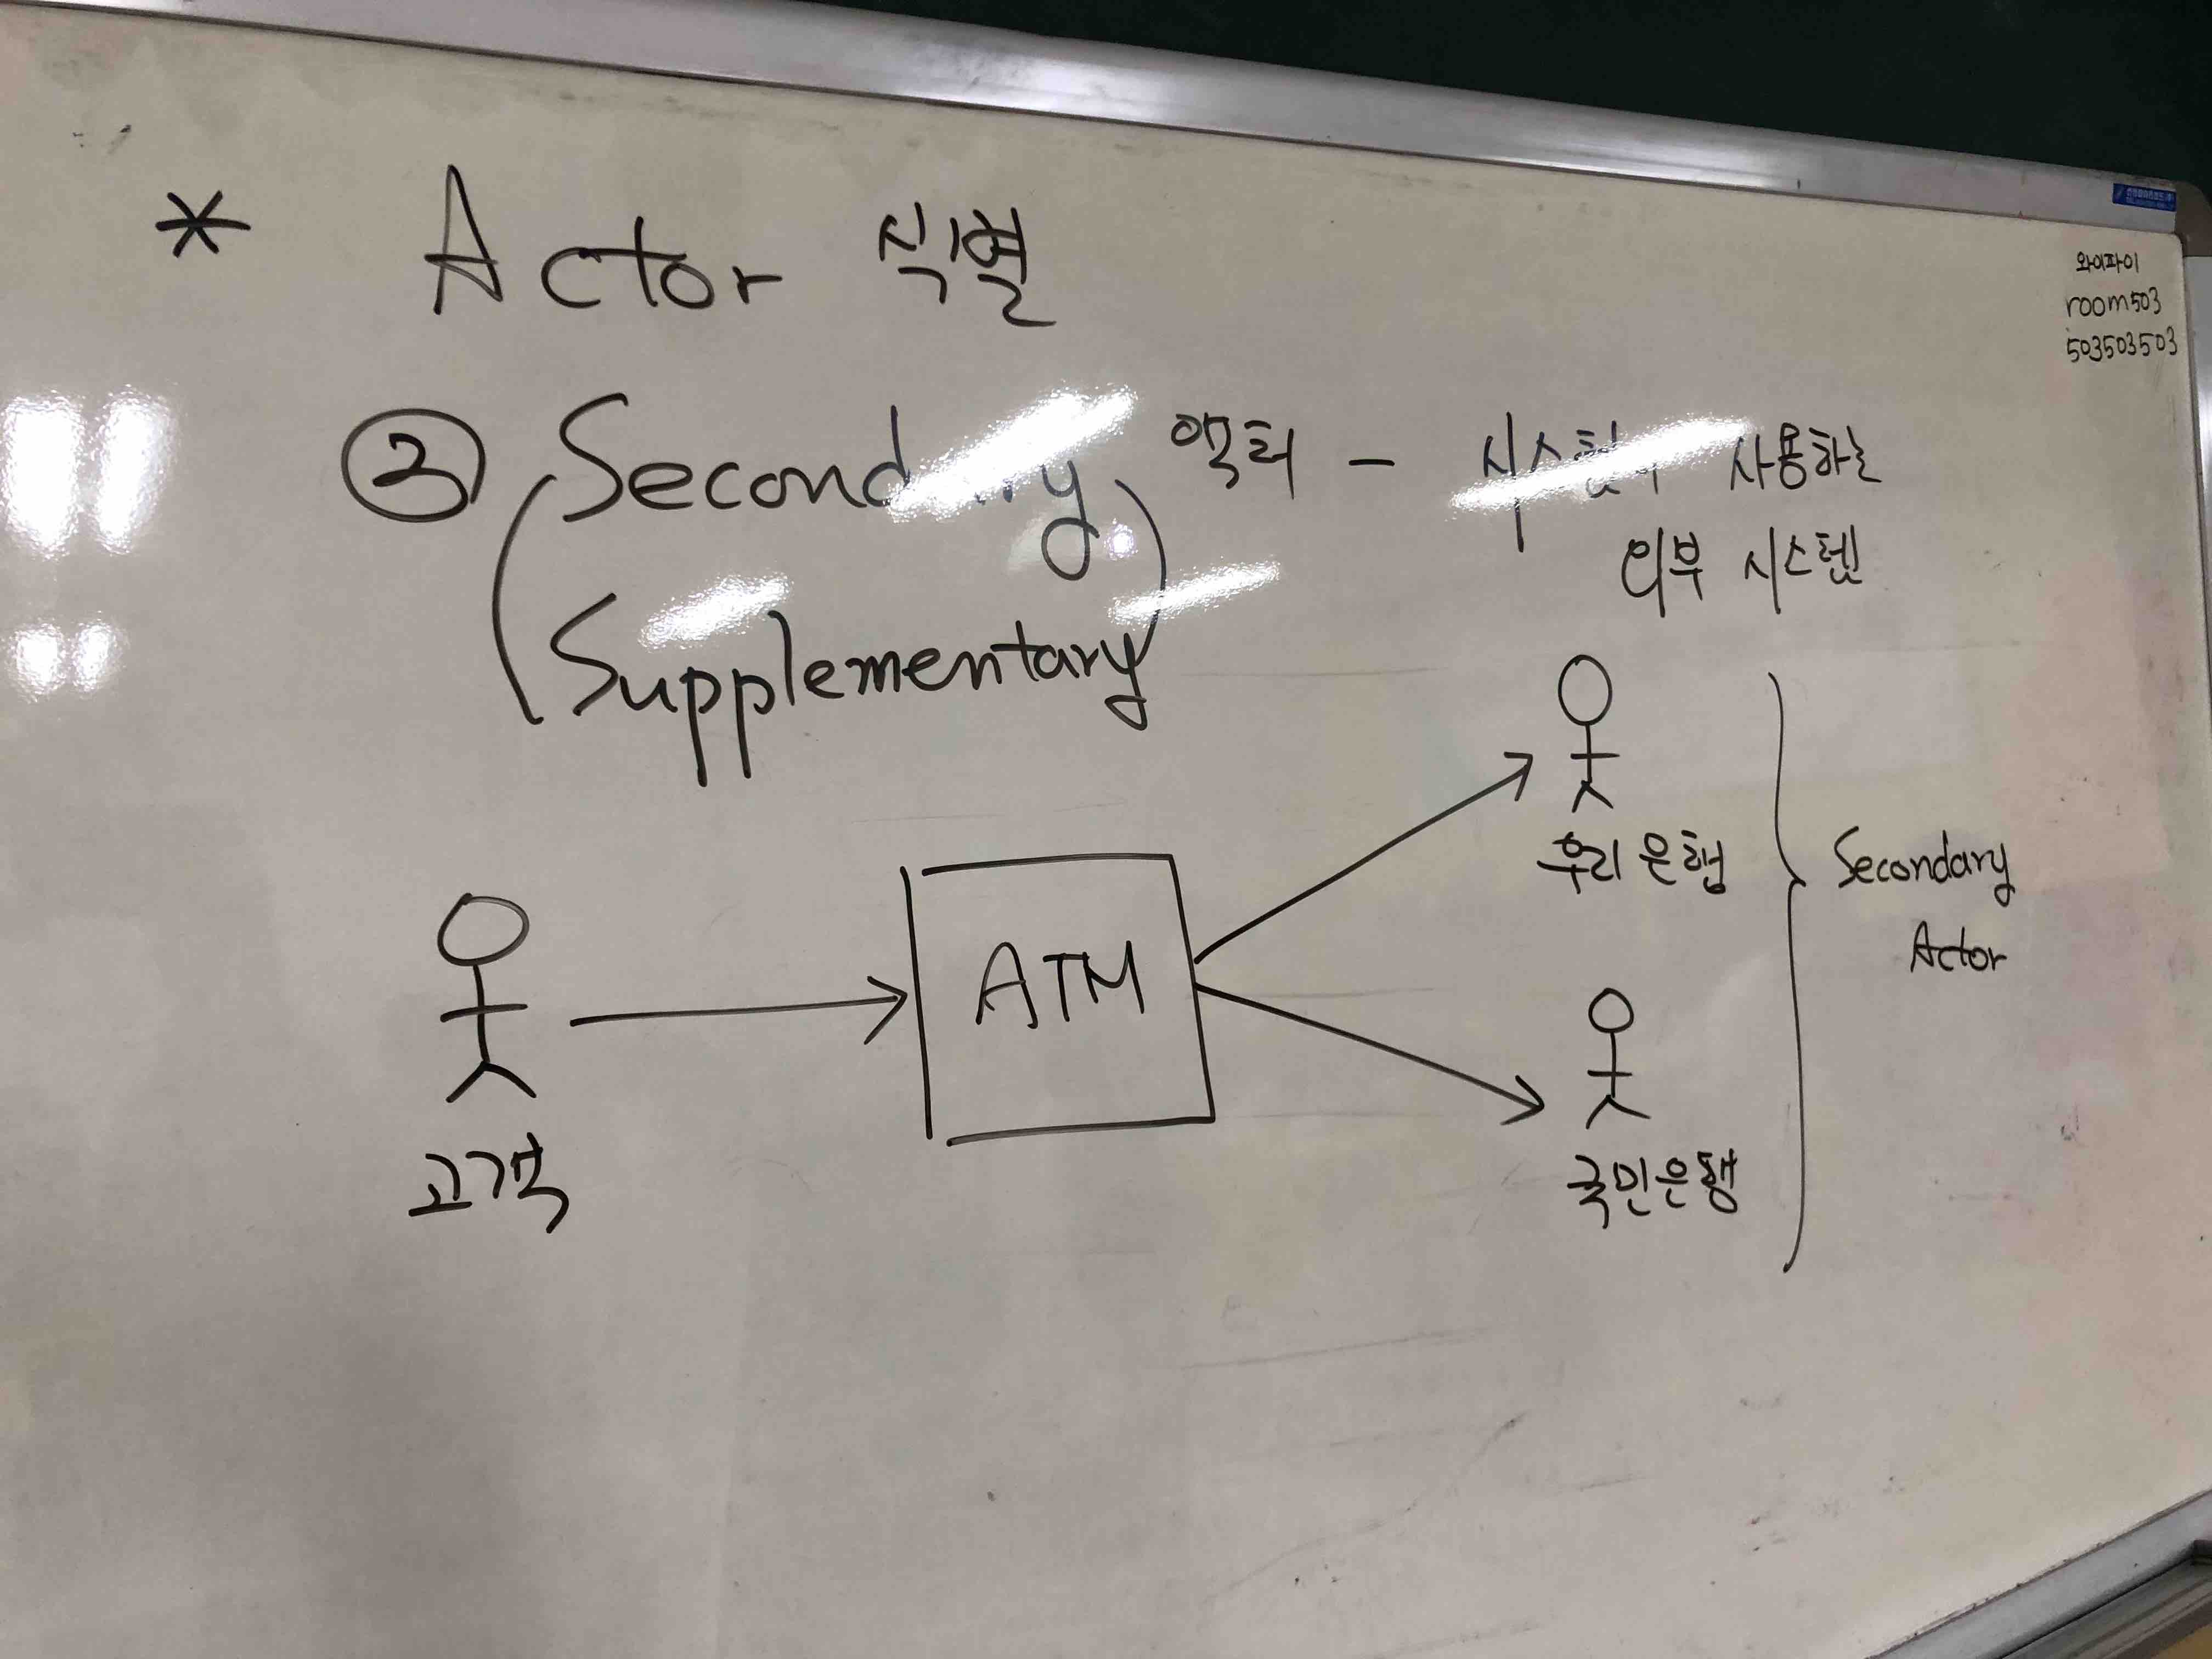 * Actor 식별
② (Secondary) 액터 - 시스템이 사용하는
외부 시스템
Supplementary
고객
ATM
우리은행
국민은행
Secondary
Actor
와이파이
room503
503503503